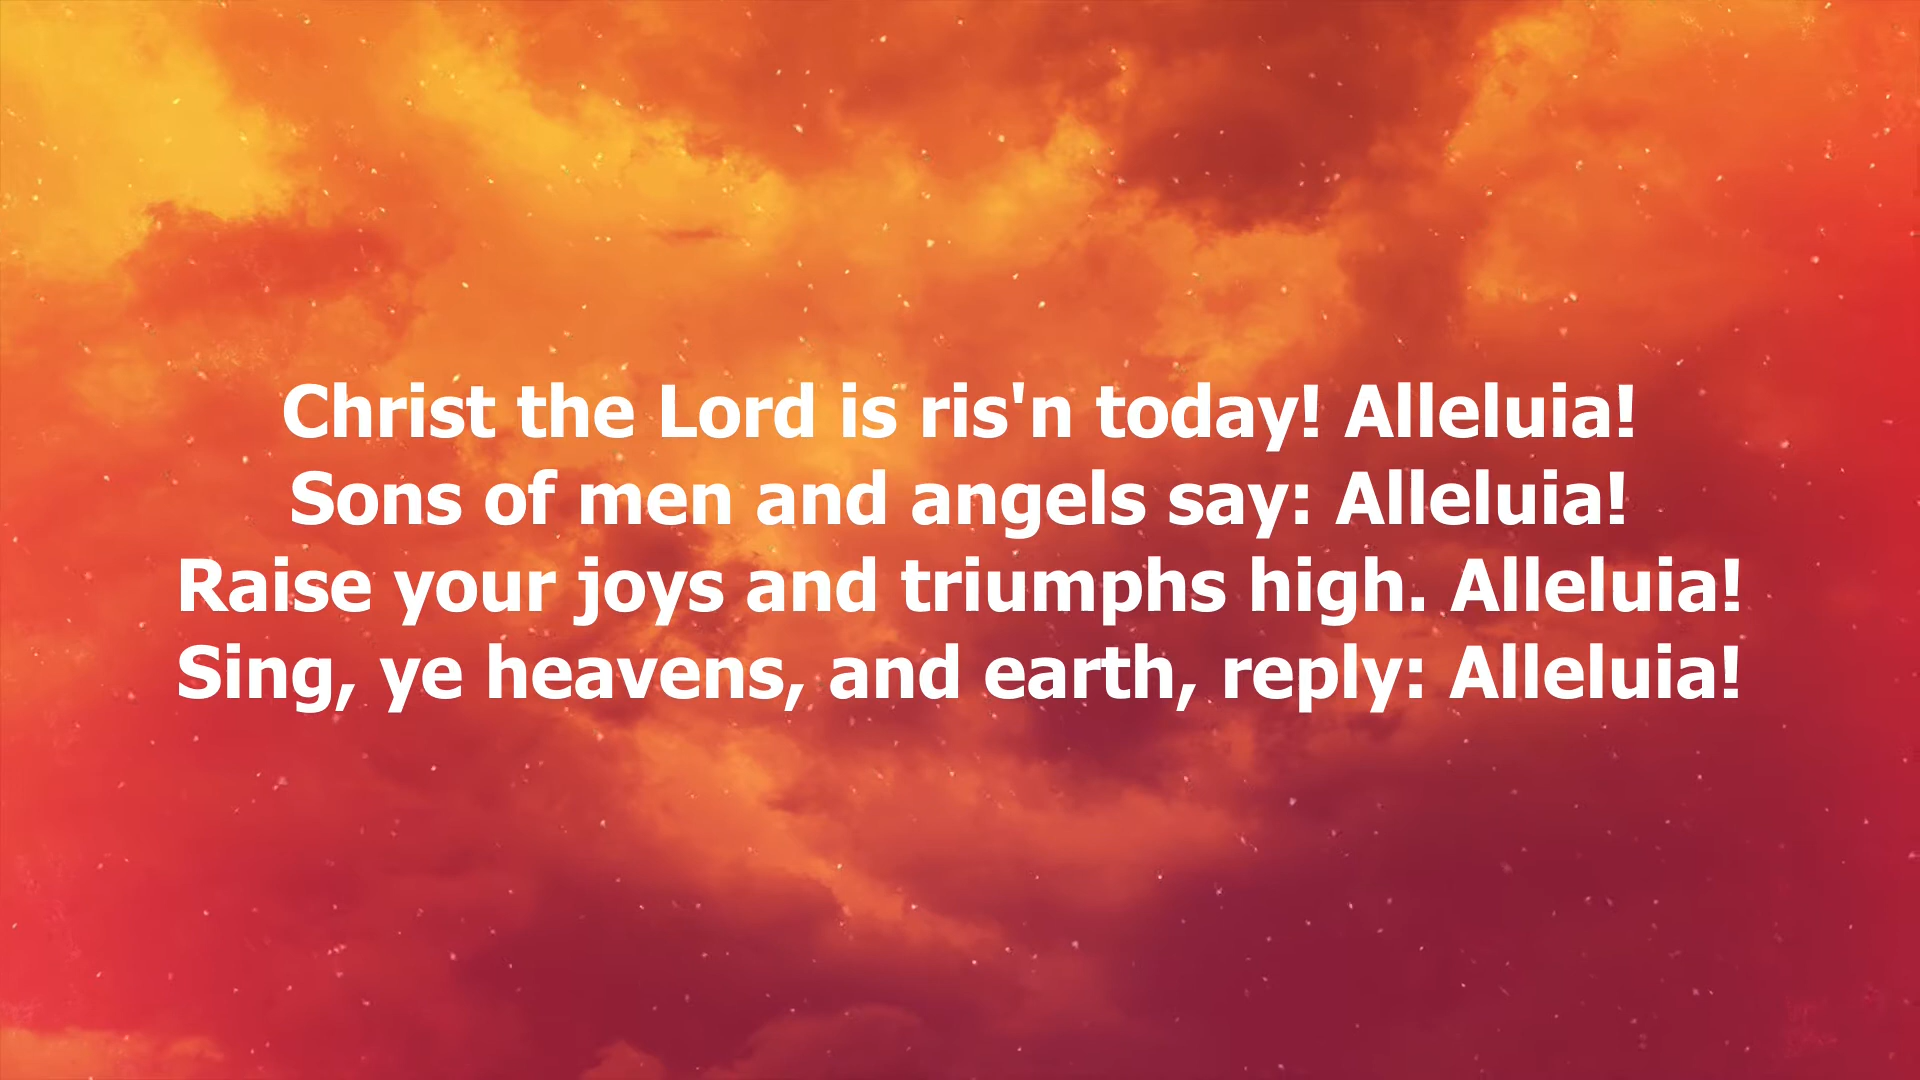 Christ the Lord is ris'n today! Alleluia!
Sons of men and angels say: Alleluia!
Raise your joys and triumphs high. Alleluia!
Sing, ye heavens, and earth, reply: Alleluia!